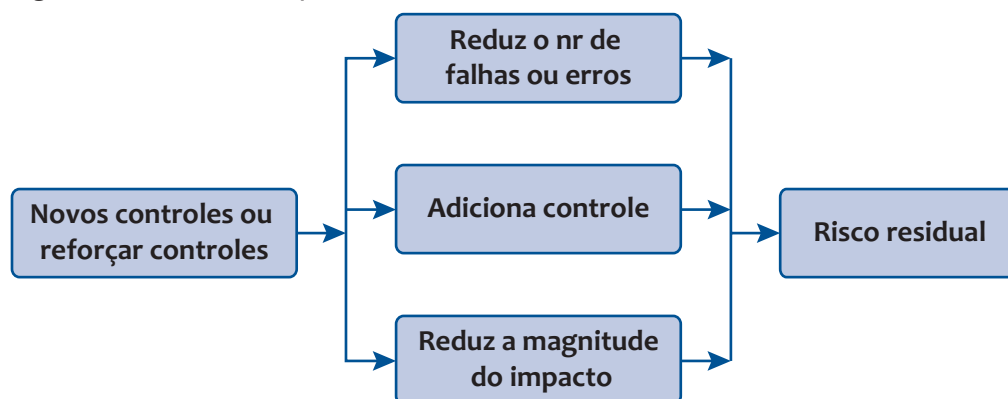 Reduz o nr de
falhas ou erros
Novos controles ou
reforçar controles
Adiciona controle
Risco residual
Reduz a magnitude
do impacto